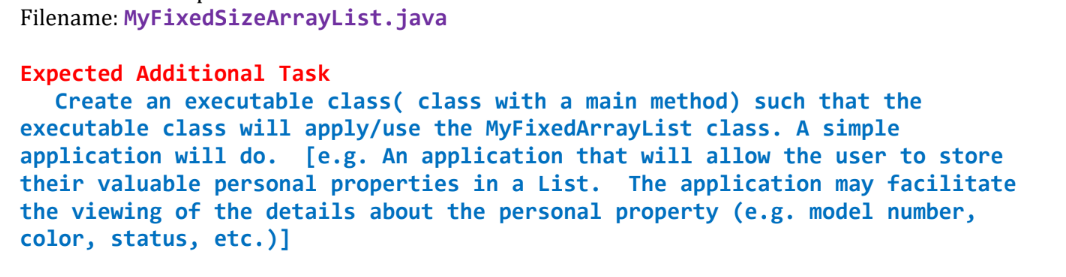 Filename: MyFixedSizeArrayList.java
Expected Additional Task
Create an executable class( class with a main method) such that the
executable class will apply/use the MyFixedArrayList class. A simple
application will do. [e.g. An application that will allow the user to store
their valuable personal properties in a List. The application may facilitate
the viewing of the details about the personal property (e.g. model number,
color, status, etc.)]